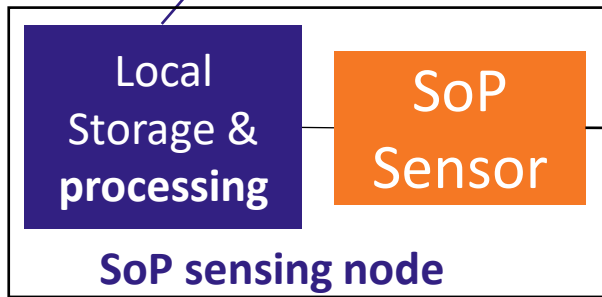 Local
Storage &
processing
SoP
Sensor
SoP sensing node